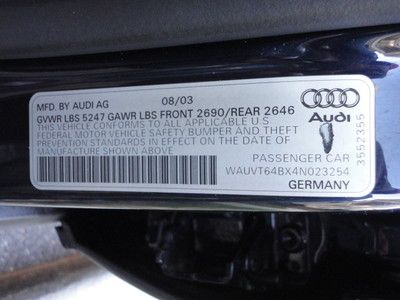 MFD. BY AUDI AG 08/03
GVWR LBS 5247 GAWR LBS FRONT 2690/REAR 2646
THIS VEHICLE CONFORMS TO ALL APPLICABLE U.S
FEDERAL MOTOR VEHICLE SAFETY BUMPER AND THEFT
PREVENTION STANDARDS IN EFFECT ON THE DATE OF
MANUFACTURE SHOWN ABOVE
Audi
3552355
PASSENGER CAR
WAUVT64BX4N023254
GERMANY